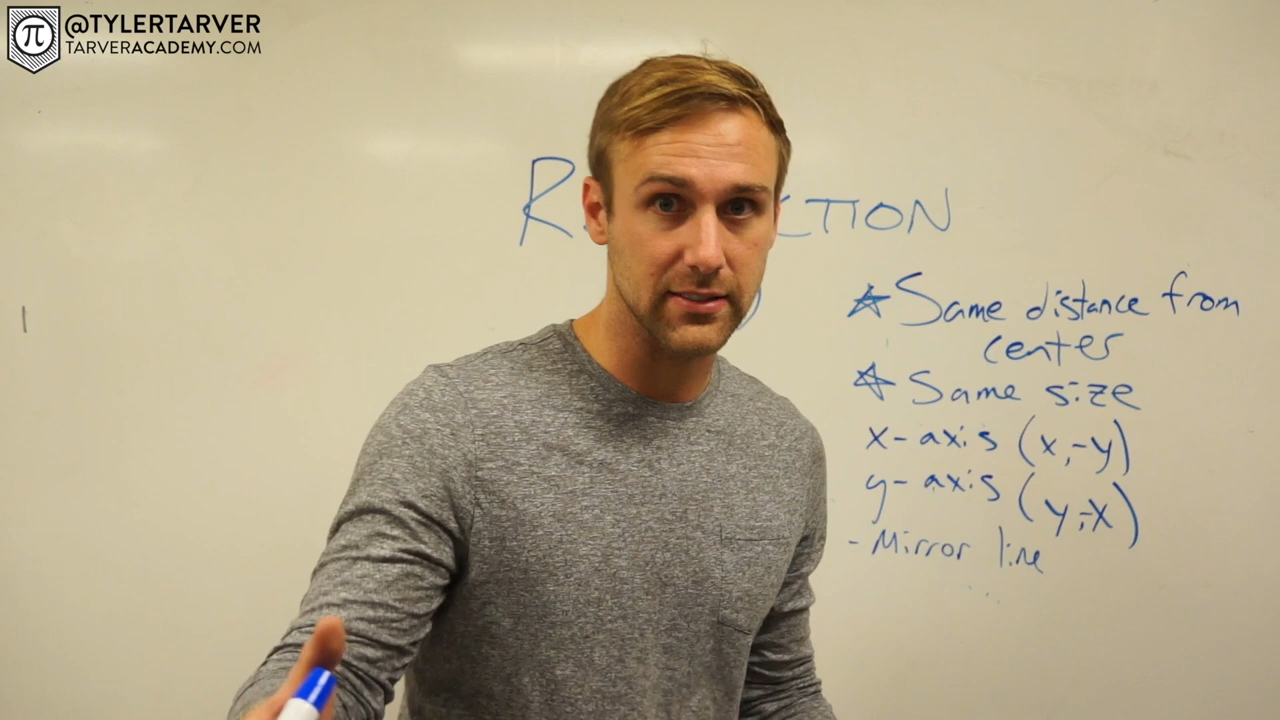 @TYLERTARVER
TARVERACADEMY.COM
R CTION
☆ Same distance from
center
☆ Same size
x-axis (x,-y)
y-axis (y,-x)
- Mirror line